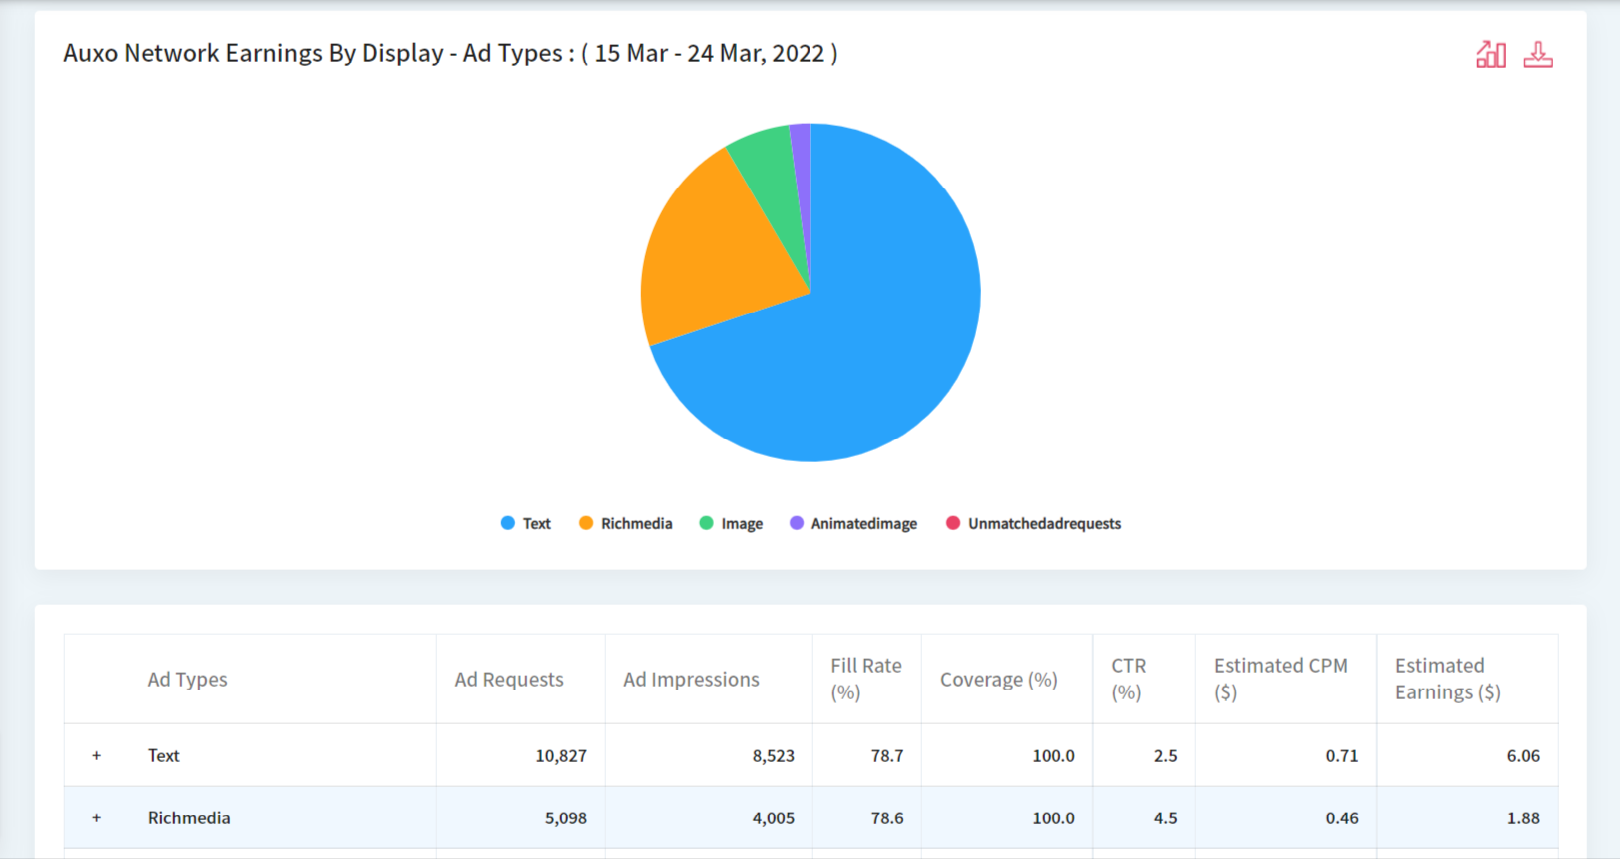 Auxo Network Earnings By Display - Ad Types : ( 15 Mar - 24 Mar, 2022 )
Text Richmedia Image Animatedimage Unmatchedadrequests
Ad Types Ad Requests Ad Impressions Fill Rate (%) Coverage (%) CTR (%) Estimated CPM ($) Estimated Earnings ($)
+ Text 10,827 8,523 78.7 100.0 2.5 0.71 6.06
+ Richmedia 5,098 4,005 78.6 100.0 4.5 0.46 1.88